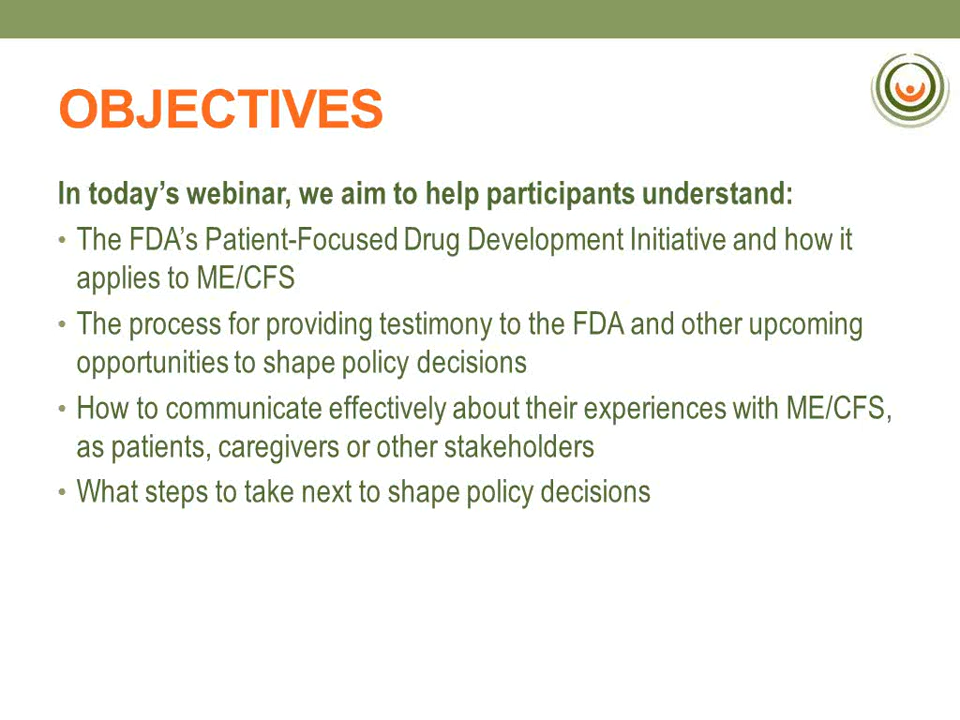 OBJECTIVES
In today’s webinar, we aim to help participants understand:
• The FDA’s Patient-Focused Drug Development Initiative and how it
applies to ME/CFS
• The process for providing testimony to the FDA and other upcoming
opportunities to shape policy decisions
• How to communicate effectively about their experiences with ME/CFS,
as patients, caregivers or other stakeholders
• What steps to take next to shape policy decisions